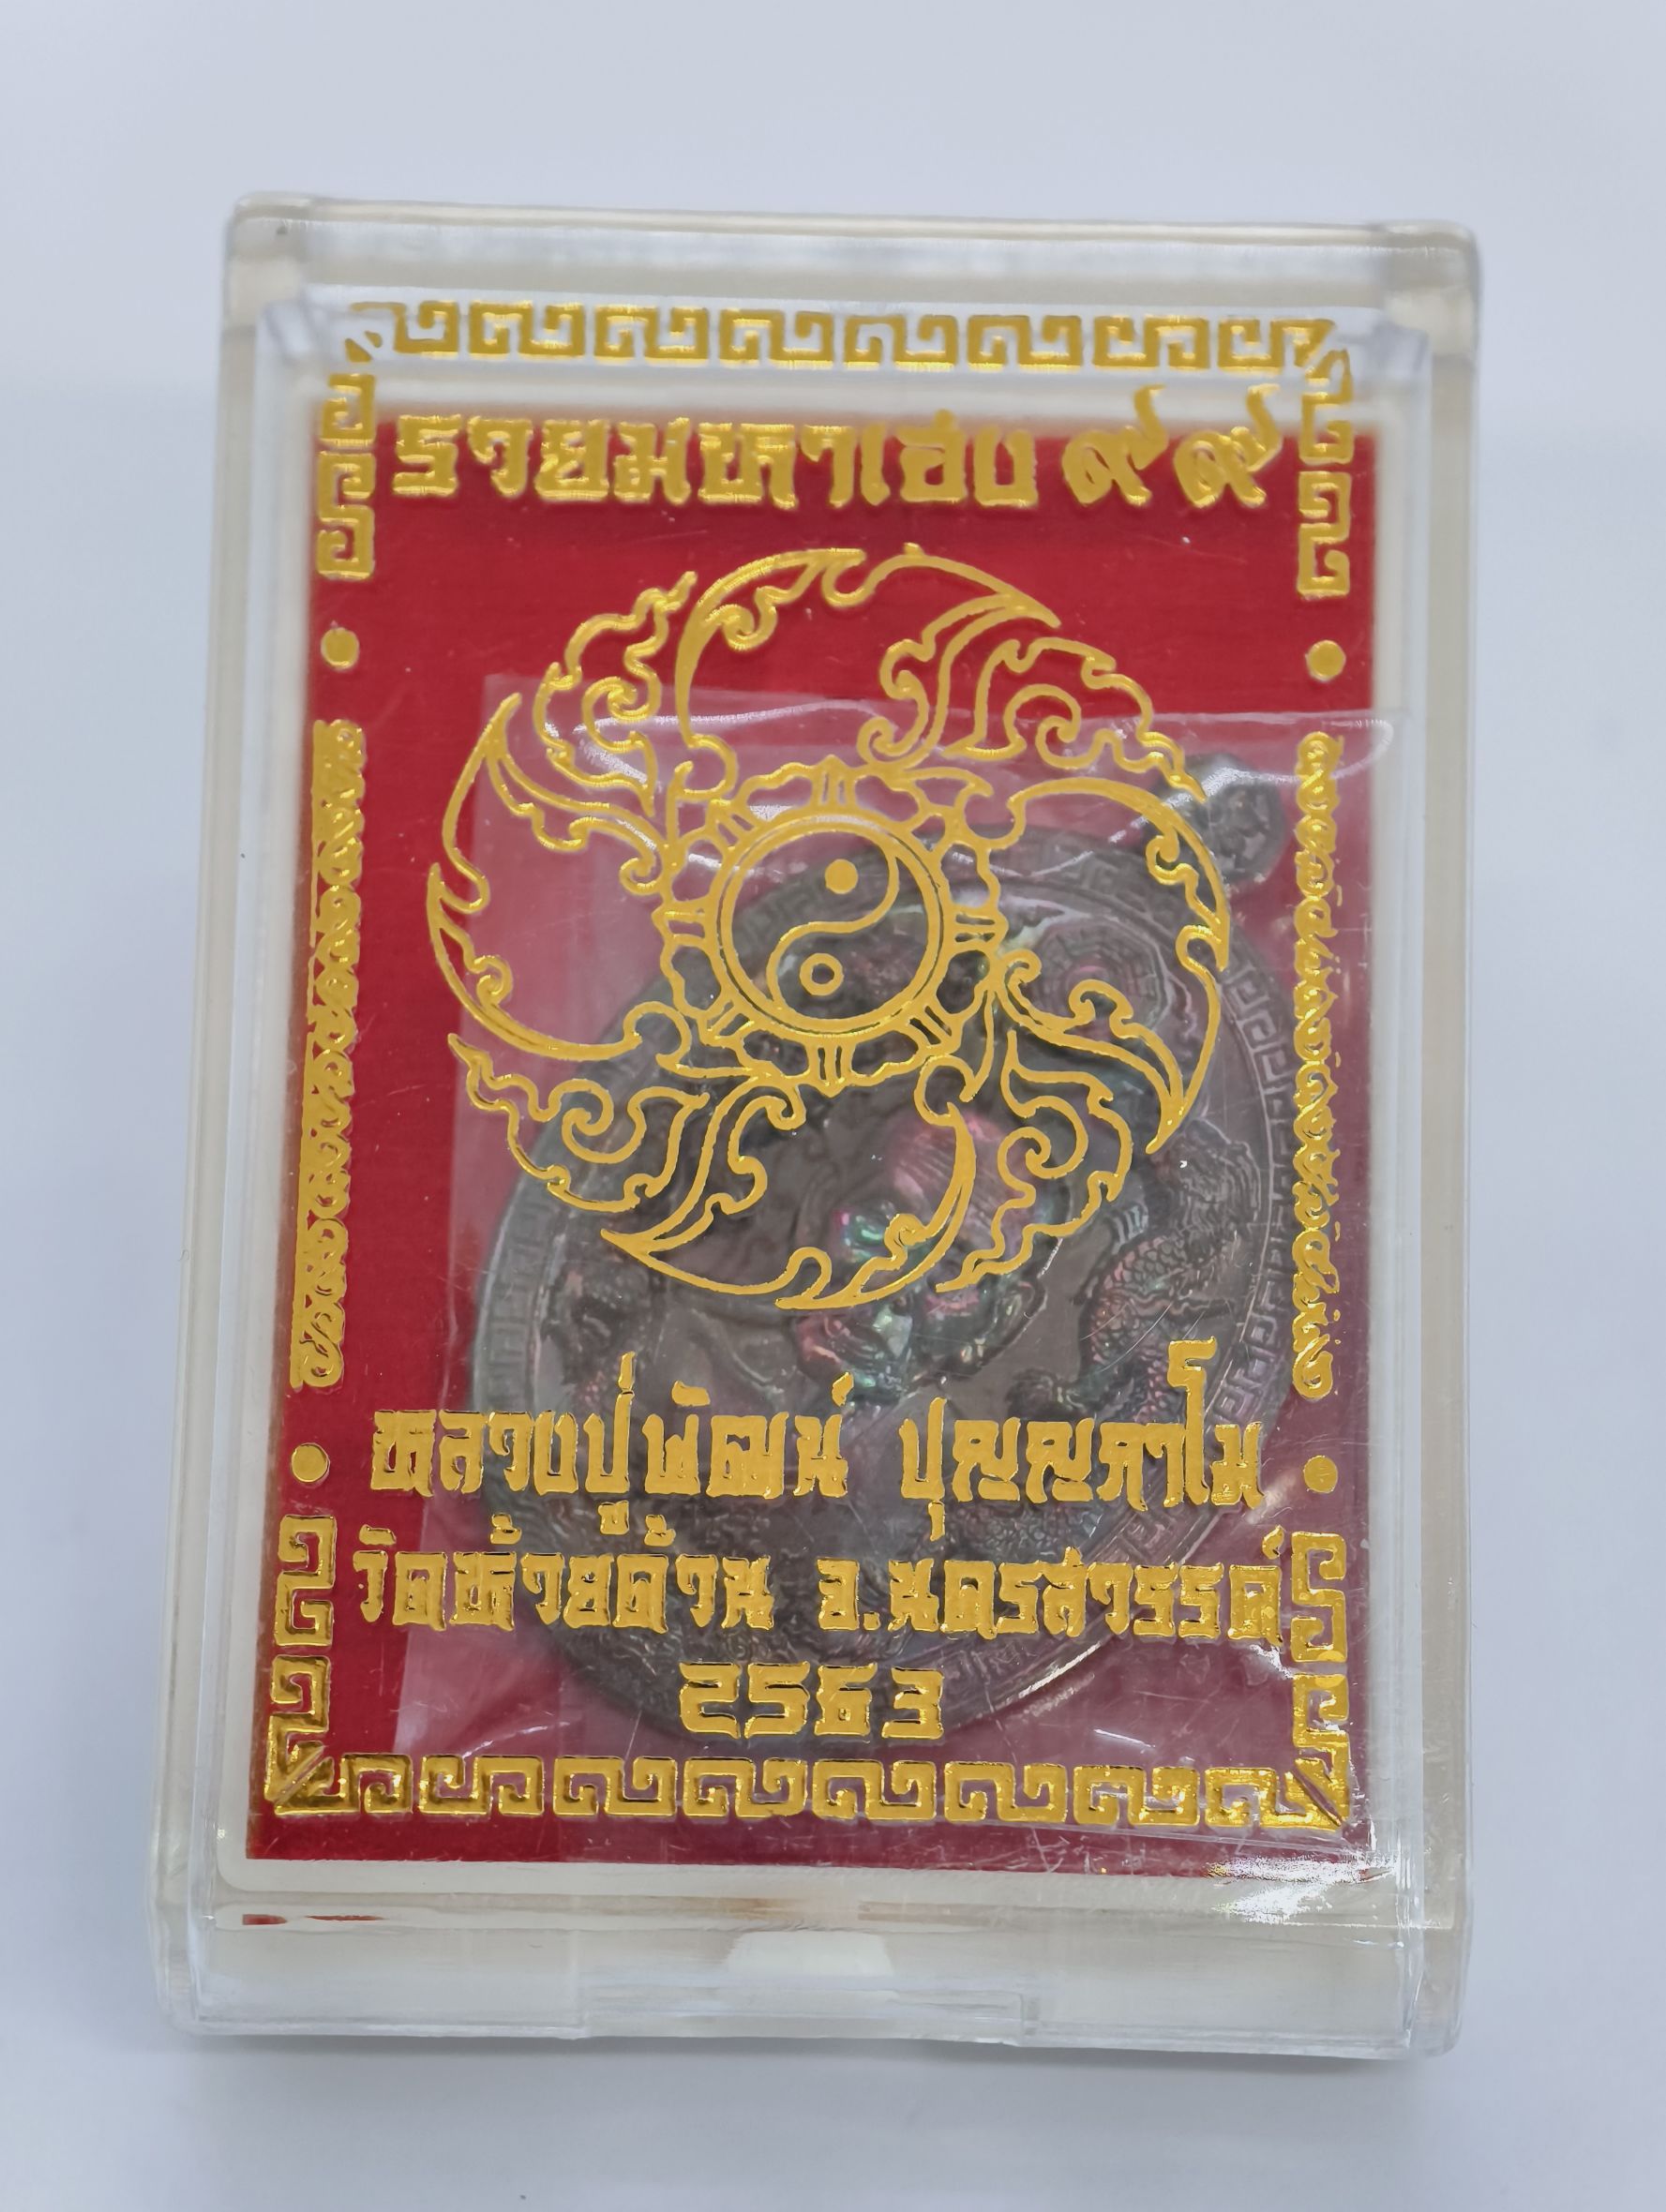 รวยมหาเฮง ๙๙
หลวงปู่พัฒน์ ปุญญกาโม
วัดห้วยด้วน จ.นครสวรรค์
2563